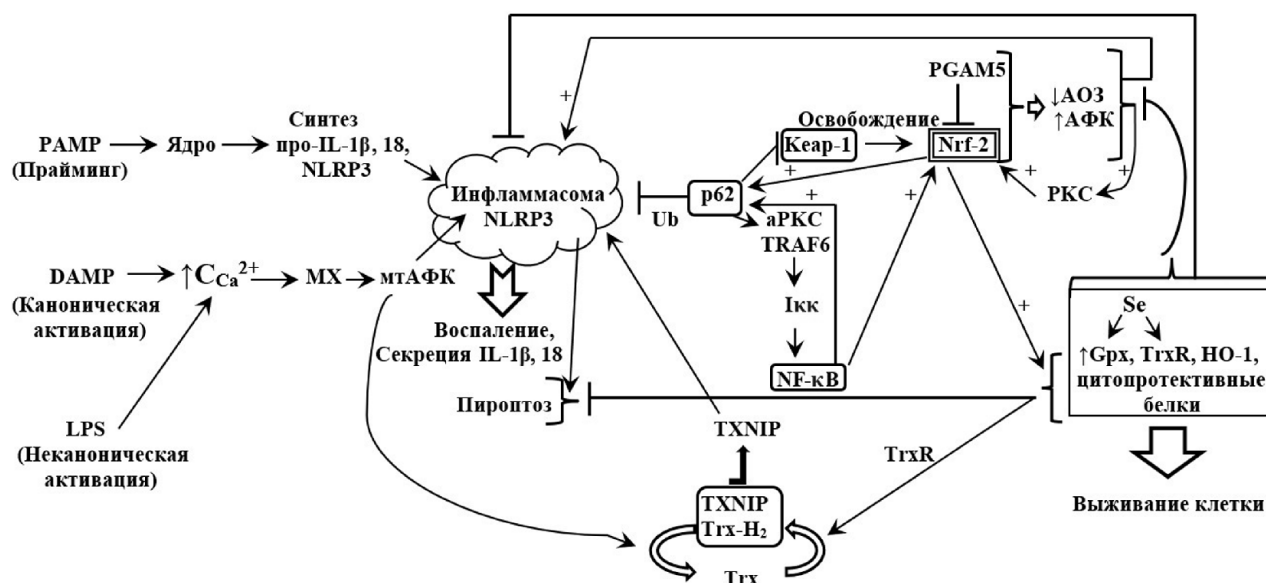 PAMP
(Прайминг)
Ядро
Синтез
про-IL-1β, 18,
NLRP3
+
Инфламмасома
NLRP3
DAMP
(Каноническая
активация)
↑C Ca²⁺
МХ
мтАФК
LPS
(Неканоническая
активация)
Воспаление,
Секреция IL-1β, 18
Пироптоз
Ub
p62
Keap-1
Освобождение
PGAM5
Nrf-2
↓АОЗ
↑АФК
+
+
PKC
+
+
aPKC
TRAF6
Iκκ
NF-κB
+
+
Se
↑Gpx, TrxR, HO-1,
цитопротективные
белки
Выживание клетки
TrxR
TXNIP
TXNIP
Trx-H₂
Trx